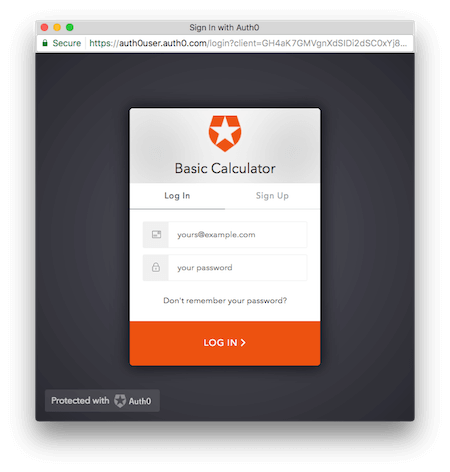 Sign In with Auth0
Secure https://auth0user.auth0.com/login?client=GH4aK7GMVgnXdSIDi2dSC0xYj8...
Basic Calculator
Log In Sign Up
yours@example.com
your password
Don't remember your password?
LOG IN >
Protected with Auth0